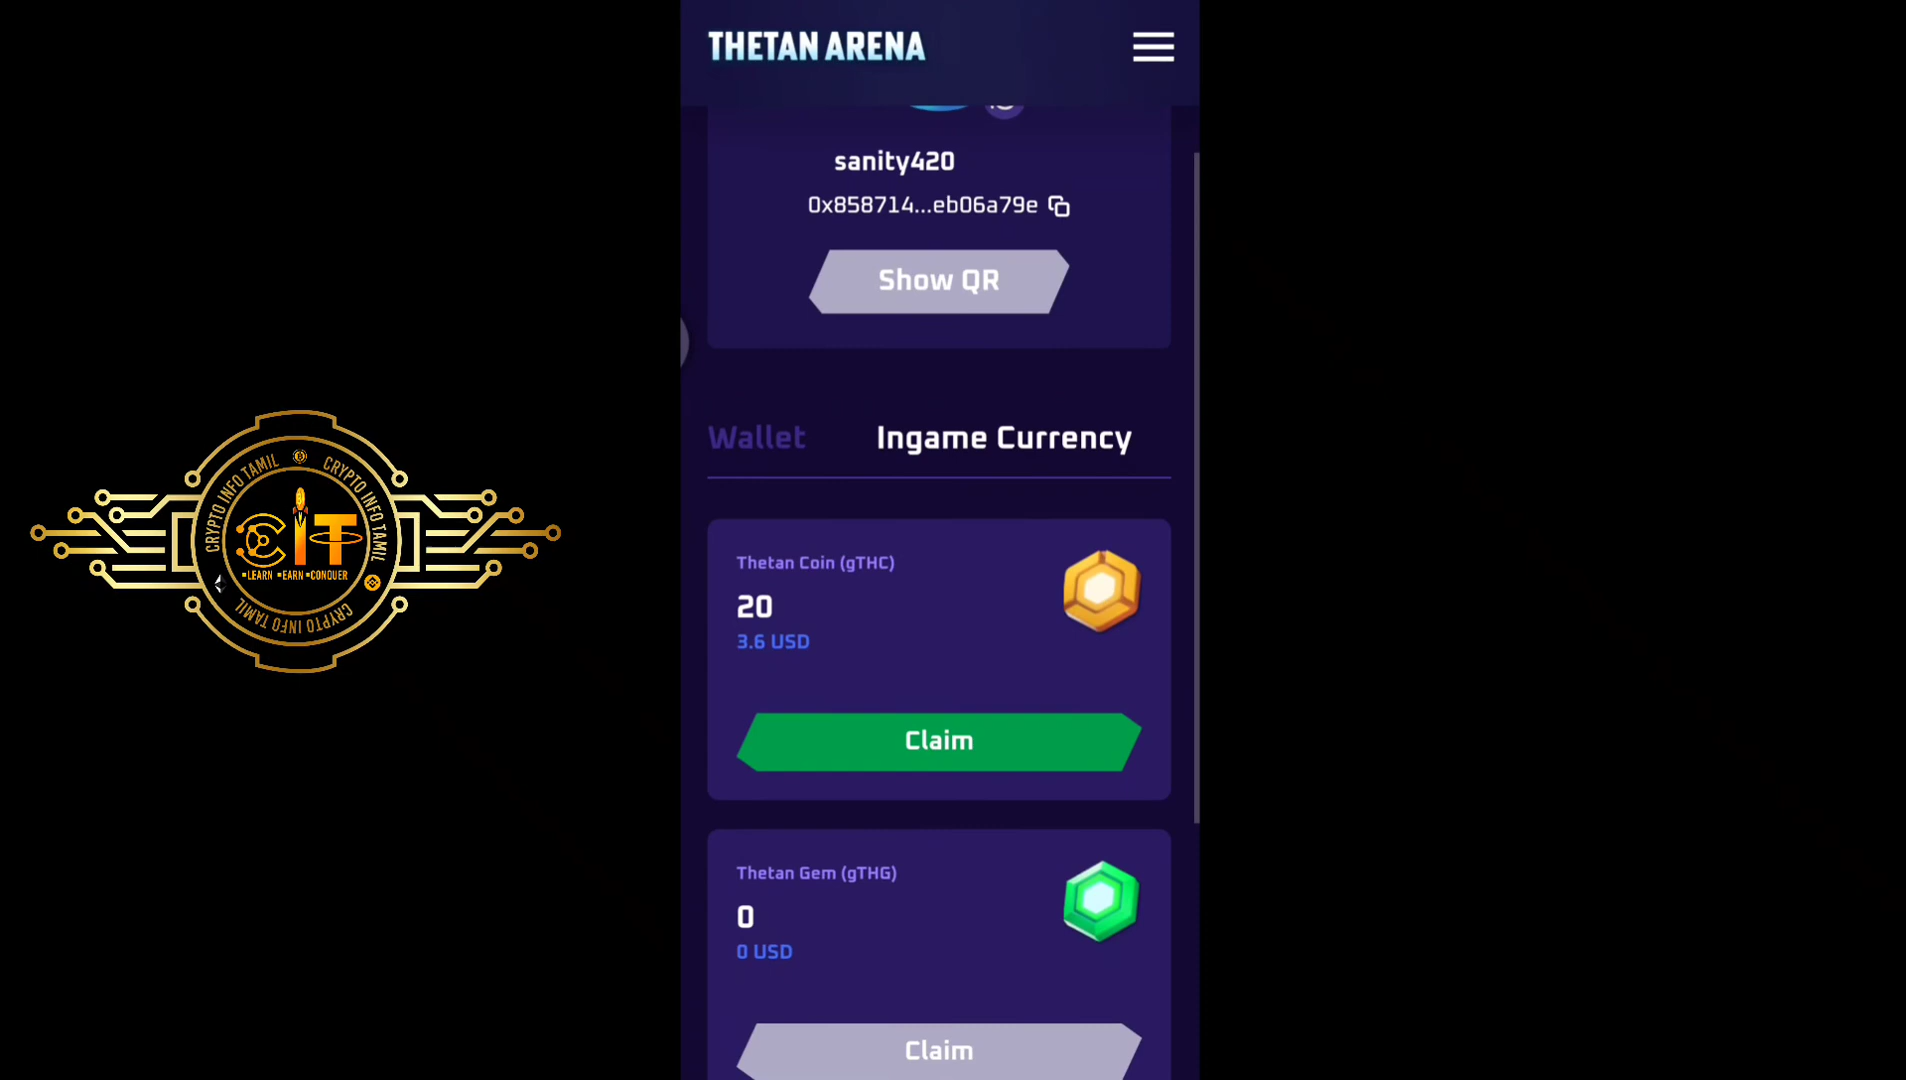 THETAN ARENA
sanity420
0x858714...eb06a79e
Show QR
Wallet
Ingame Currency
Thetan Coin (gTHC)
20
3.6 USD
Claim
Thetan Gem (gTHG)
0
0 USD
Claim
CRYPTO INFO TAMIL
CRYPTO INFO TAMIL
CIT
▪LEARN ▪EARN ▪CONQUER
CRYPTO INFO TAMIL